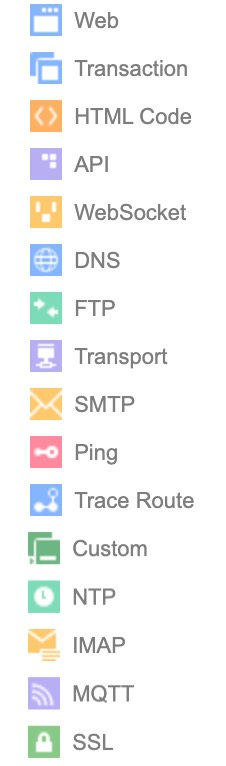 Web
Transaction
HTML Code
API
WebSocket
DNS
FTP
Transport
SMTP
Ping
Trace Route
Custom
NTP
IMAP
MQTT
SSL